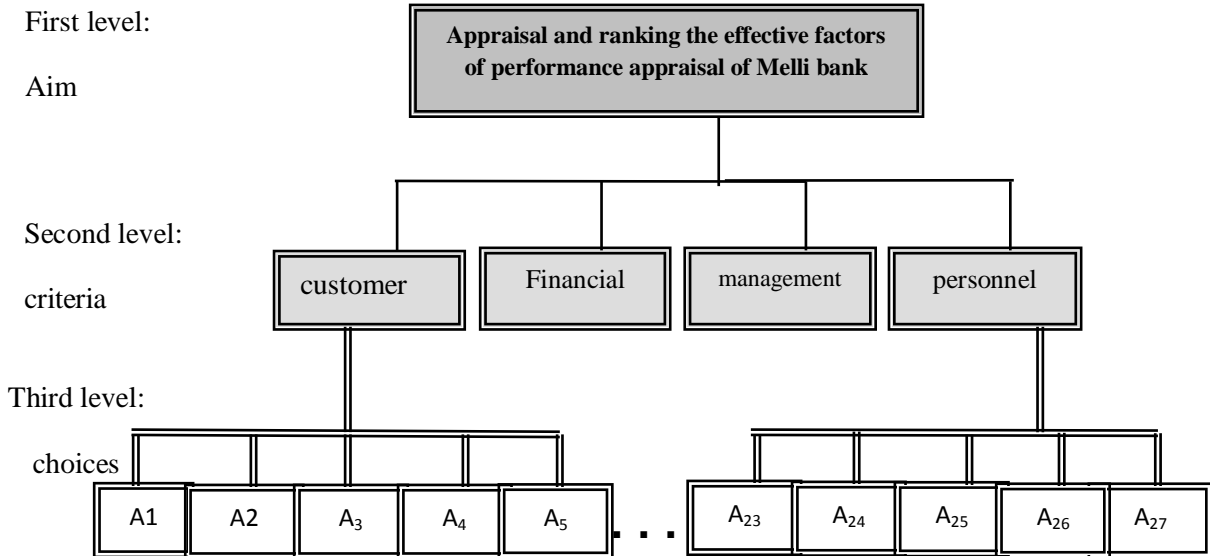 First level:
Aim
Appraisal and ranking the effective factors
of performance appraisal of Melli bank
Second level:
criteria
customer
Financial
management
personnel
Third level:
choices
A1
A2
A₃
A₄
A₅
. . .
A₂₃
A₂₄
A₂₅
A₂₆
A₂₇